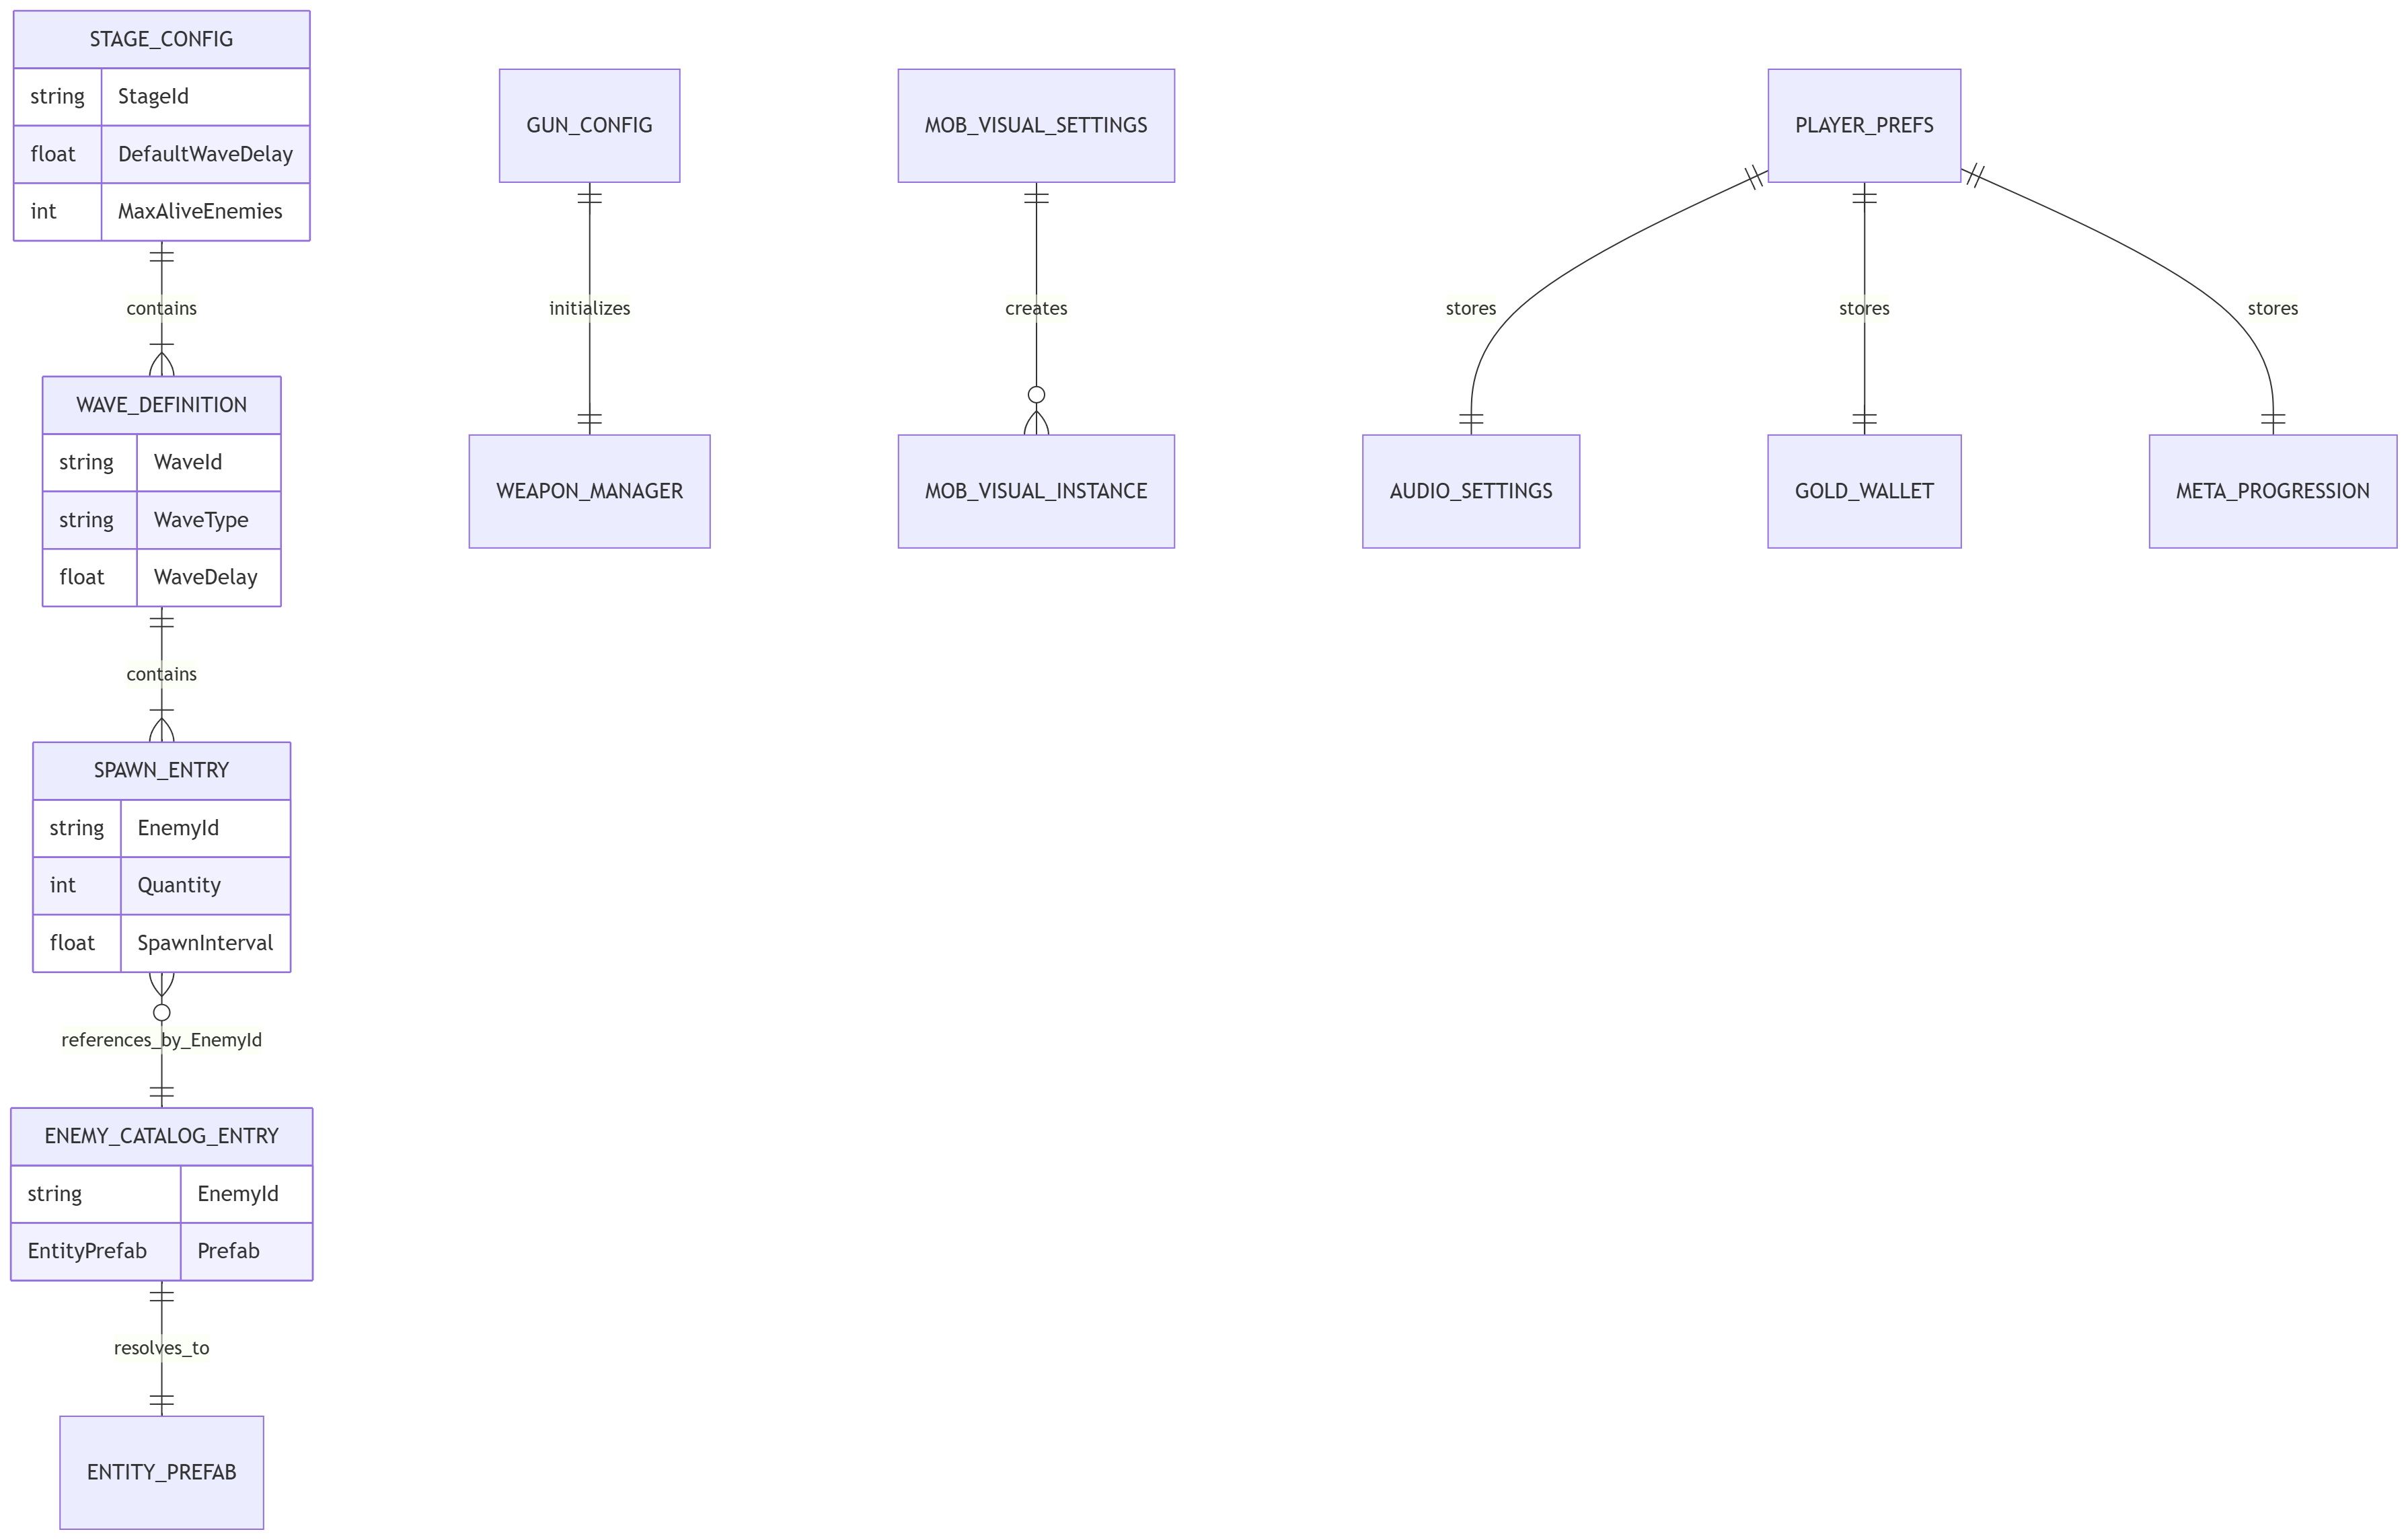 STAGE_CONFIG
string StageId
float DefaultWaveDelay
int MaxAliveEnemies
contains
WAVE_DEFINITION
string WaveId
string WaveType
float WaveDelay
contains
SPAWN_ENTRY
string EnemyId
int Quantity
float SpawnInterval
references_by_EnemyId
ENEMY_CATALOG_ENTRY
string EnemyId
EntityPrefab Prefab
resolves_to
ENTITY_PREFAB
GUN_CONFIG
initializes
WEAPON_MANAGER
MOB_VISUAL_SETTINGS
creates
MOB_VISUAL_INSTANCE
PLAYER_PREFS
stores
stores
stores
AUDIO_SETTINGS
GOLD_WALLET
META_PROGRESSION